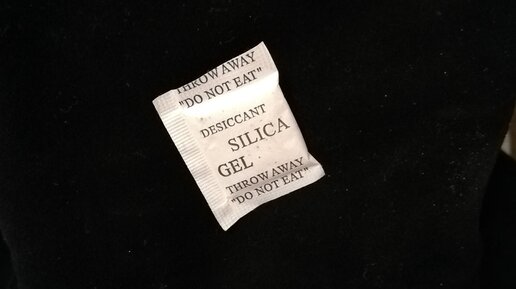 THROW AWAY
"DO NOT EAT"
DESICCANT
SILICA
GEL
THROW AWAY
"DO NOT EAT"